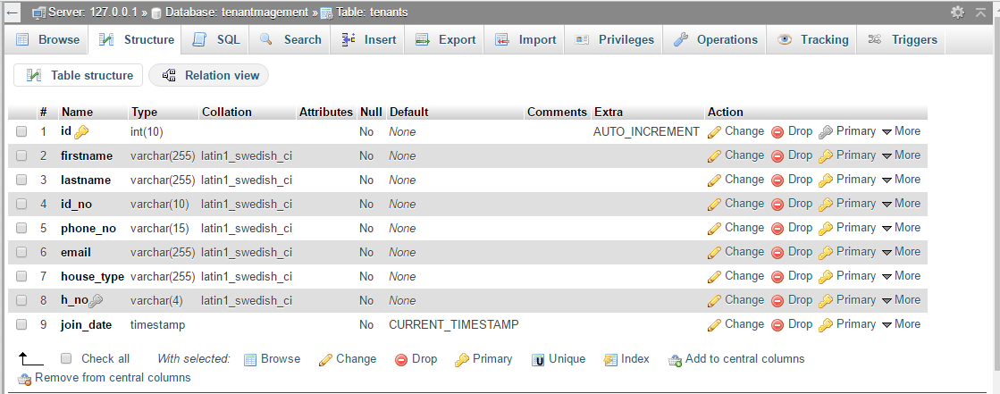 Server: 127.0.0.1 » Database: tenantmagement » Table: tenants
Browse Structure SQL Search Insert Export Import Privileges Operations Tracking Triggers
Table structure Relation view
# Name Type Collation Attributes Null Default Comments Extra Action
1 id int(10) No None AUTO_INCREMENT Change Drop Primary More
2 firstname varchar(255) latin1_swedish_ci No None Change Drop Primary More
3 lastname varchar(255) latin1_swedish_ci No None Change Drop Primary More
4 id_no varchar(10) latin1_swedish_ci No None Change Drop Primary More
5 phone_no varchar(15) latin1_swedish_ci No None Change Drop Primary More
6 email varchar(255) latin1_swedish_ci No None Change Drop Primary More
7 house_type varchar(255) latin1_swedish_ci No None Change Drop Primary More
8 h_no varchar(4) latin1_swedish_ci No None Change Drop Primary More
9 join_date timestamp No CURRENT_TIMESTAMP Change Drop Primary More
Check all With selected: Browse Change Drop Primary Unique Index Add to central columns
Remove from central columns